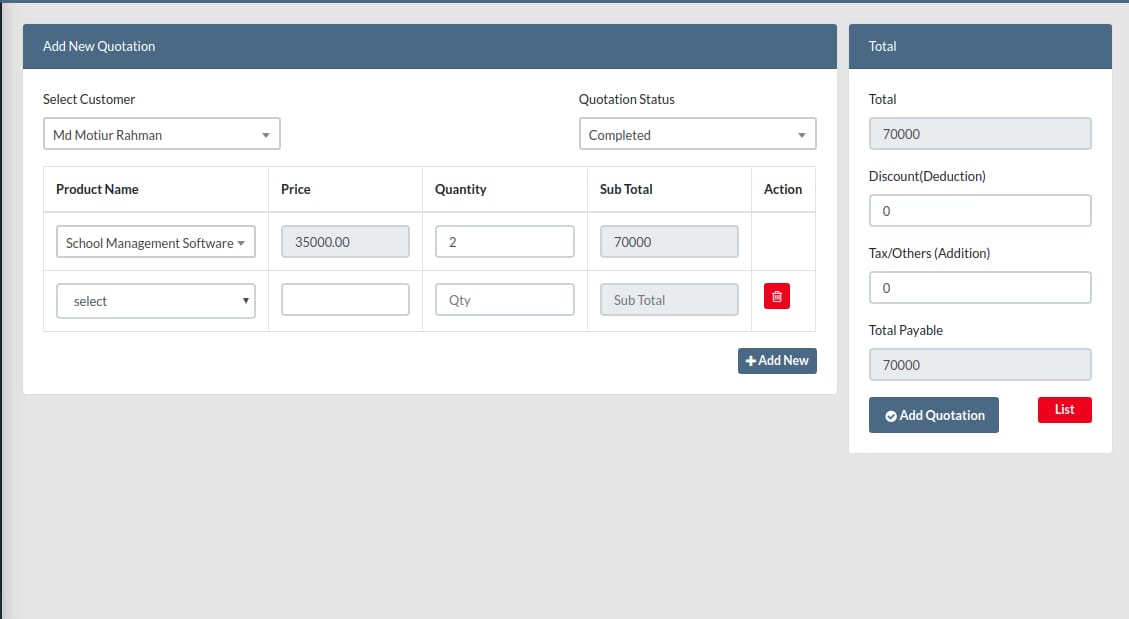 Add New Quotation
Select Customer Quotation Status
Md Motiur Rahman Completed
Product Name Price Quantity Sub Total Action
School Management Software 35000.00 2 70000
select Qty Sub Total
Add New
Total
Total
70000
Discount(Deduction)
0
Tax/Others (Addition)
0
Total Payable
70000
Add Quotation List